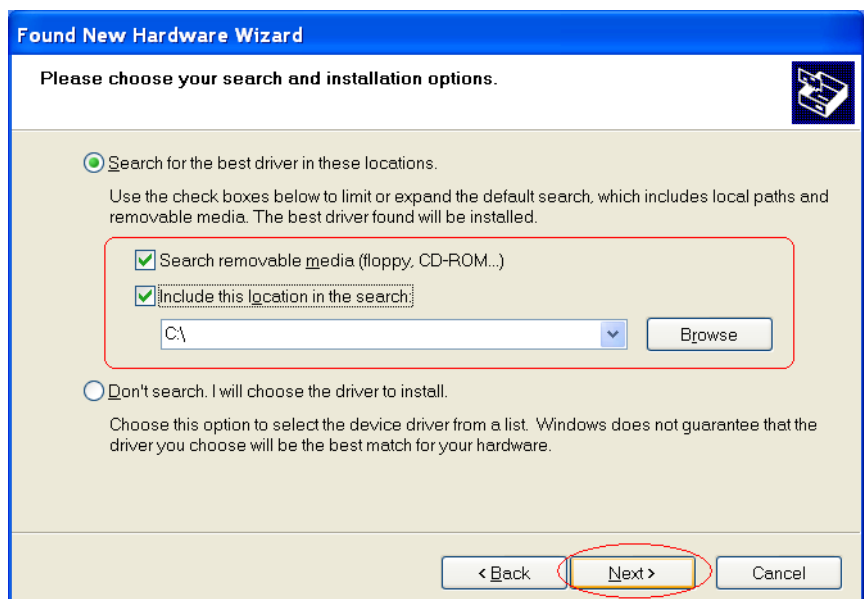 Found New Hardware Wizard
Please choose your search and installation options.
Search for the best driver in these locations.
Use the check boxes below to limit or expand the default search, which includes local paths and
removable media. The best driver found will be installed.
Search removable media (floppy, CD-ROM...)
Include this location in the search:
C:\
Browse
Don't search. I will choose the driver to install.
Choose this option to select the device driver from a list. Windows does not guarantee that the
driver you choose will be the best match for your hardware.
< Back Next > Cancel